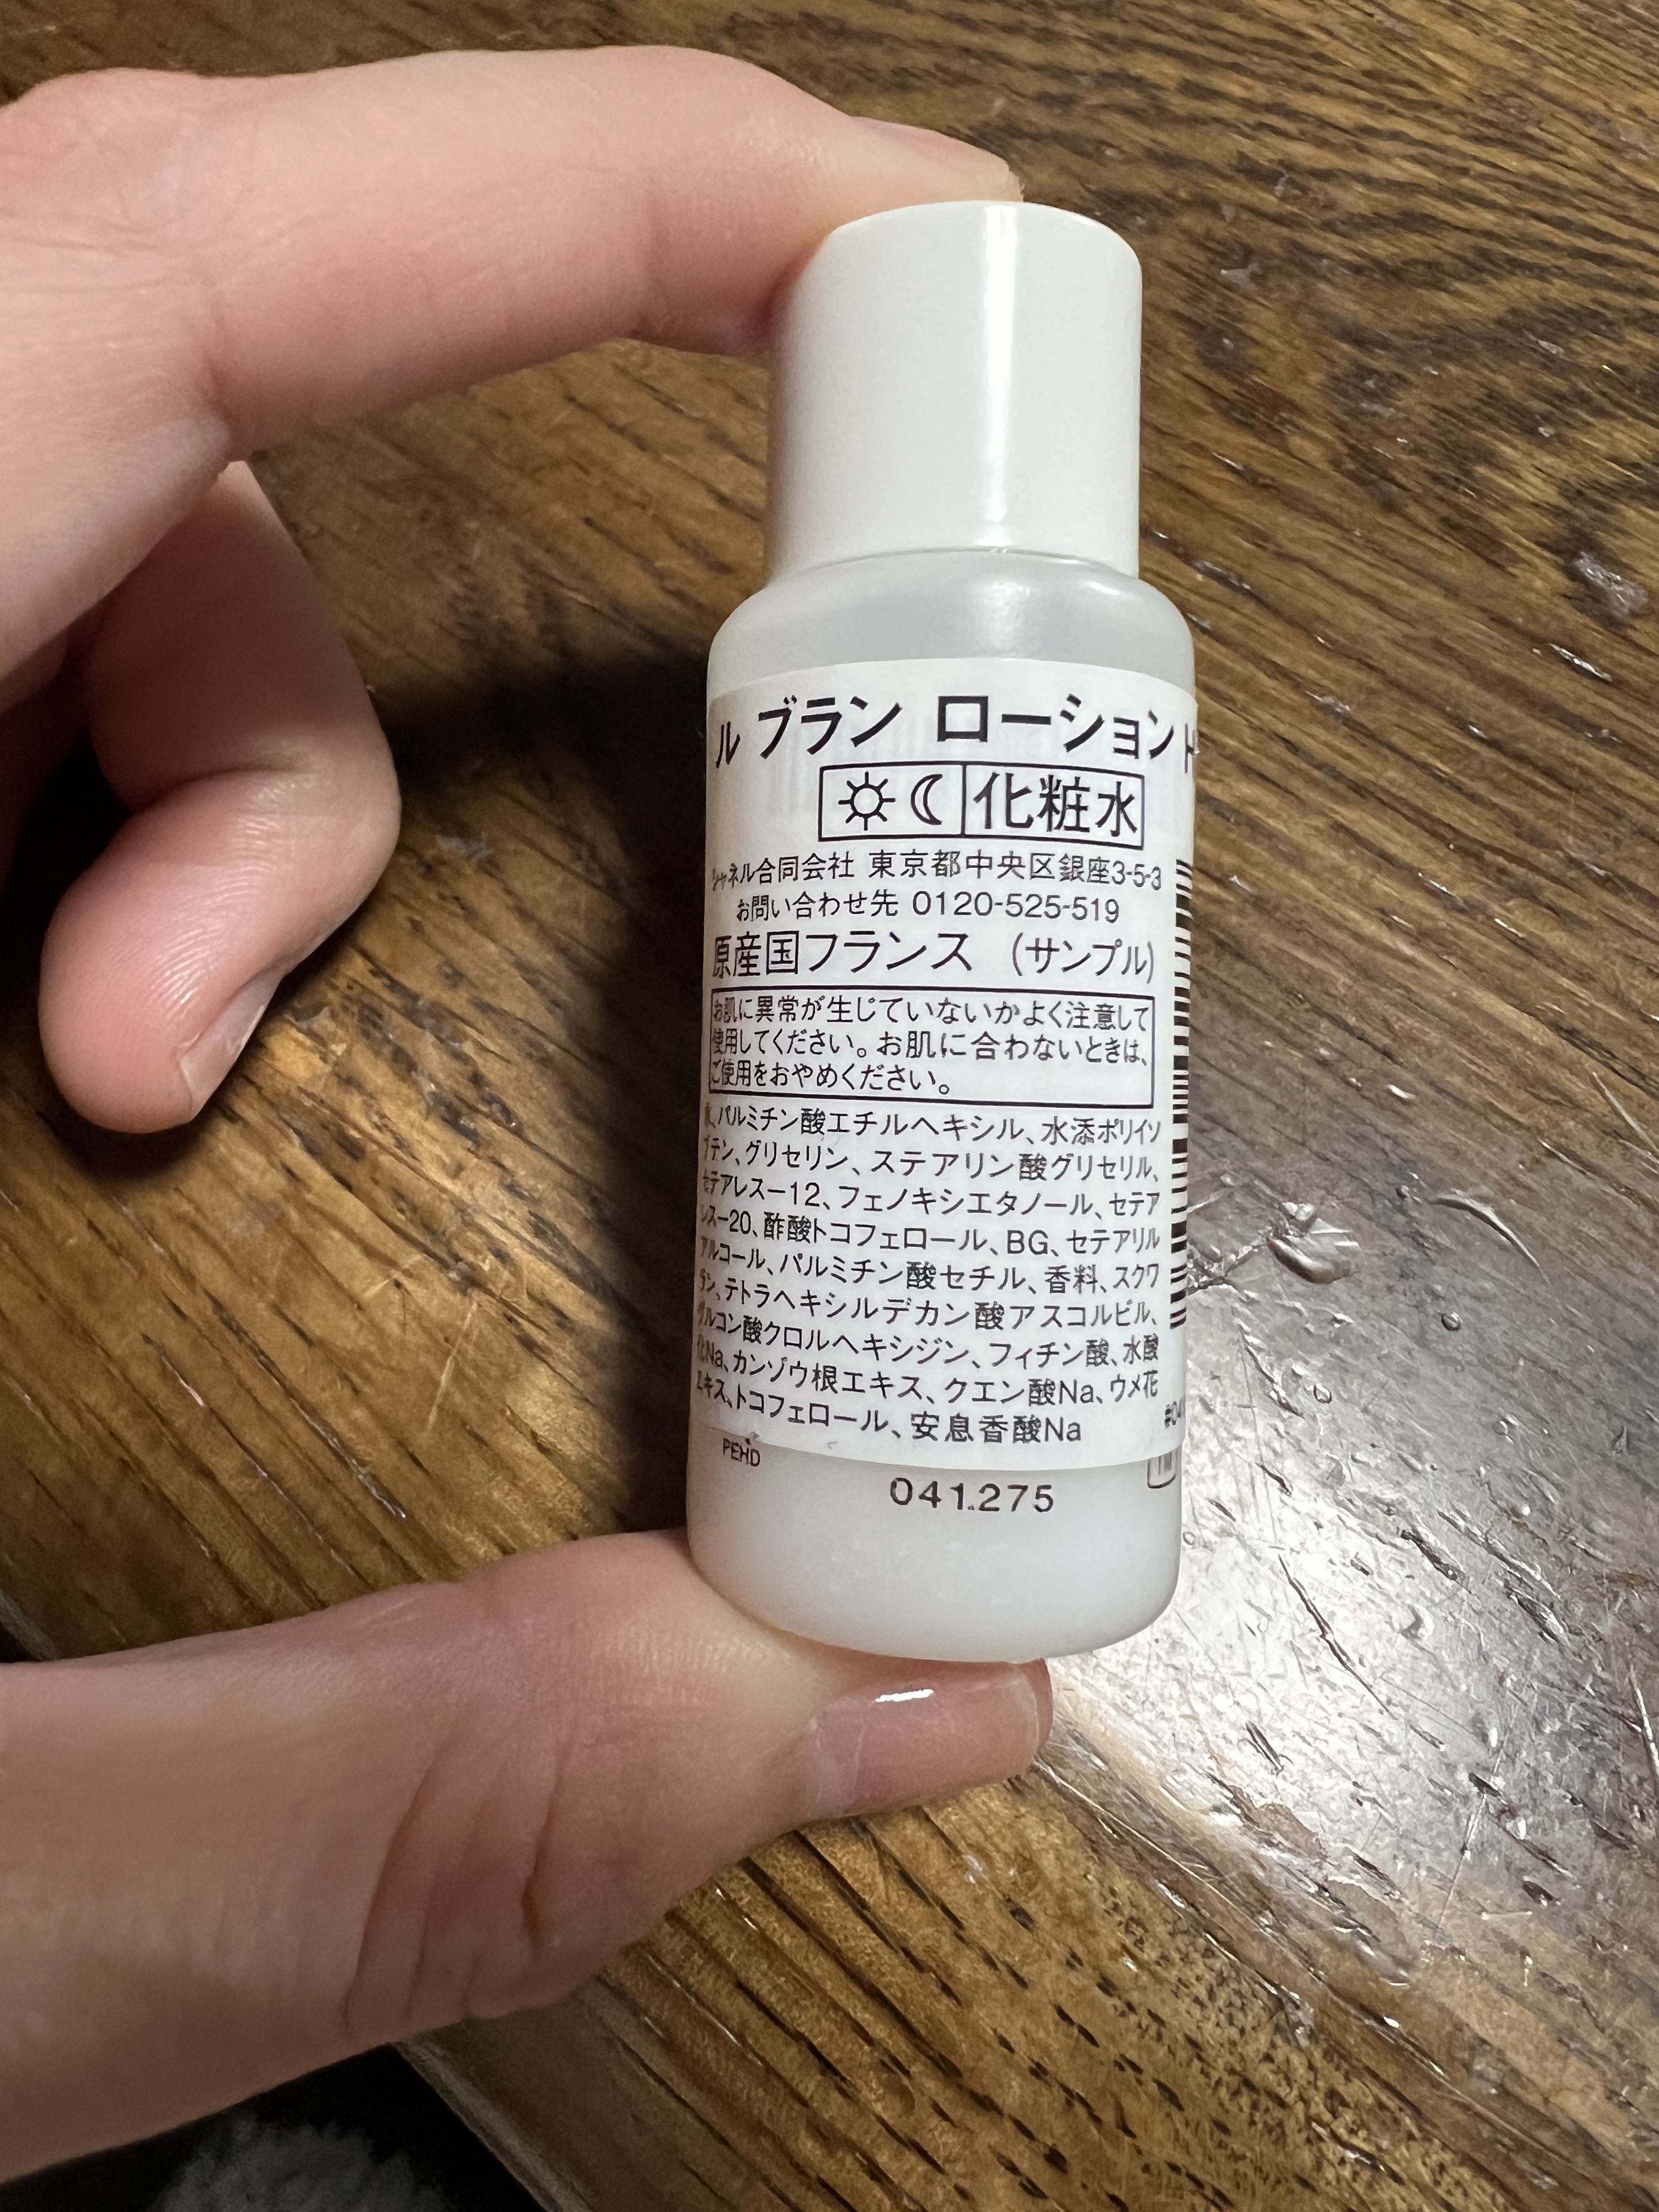 ル ブラン ローション
化粧水
シャネル合同会社 東京都中央区銀座3-5-3
お問い合わせ先 0120-525-519
原産国フランス (サンプル)
お肌に異常が生じていないかよく注意して
使用してください。お肌に合わないときは、
ご使用をおやめください。
水、パルミチン酸エチルヘキシル、水添ポリイソ
ブテン、グリセリン、ステアリン酸グリセリル、
セテアレス－12、フェノキシエタノール、セテア
レス－20、酢酸トコフェロール、BG、セテアリル
アルコール、パルミチン酸セチル、香料、スクワ
ラン、テトラヘキシルデカン酸アスコルビル、
グルコン酸クロルヘキシジン、フィチン酸、水酸
化Na、カンゾウ根エキス、クエン酸Na、ウメ花
エキス、トコフェロール、安息香酸Na
PEHD
041.275